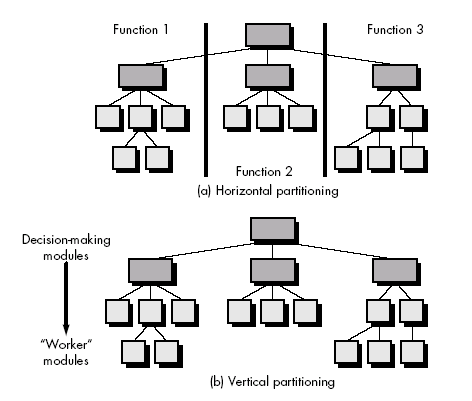 Function 1
Function 3
Function 2
(a) Horizontal partitioning
Decision-making
modules
"Worker"
modules
(b) Vertical partitioning